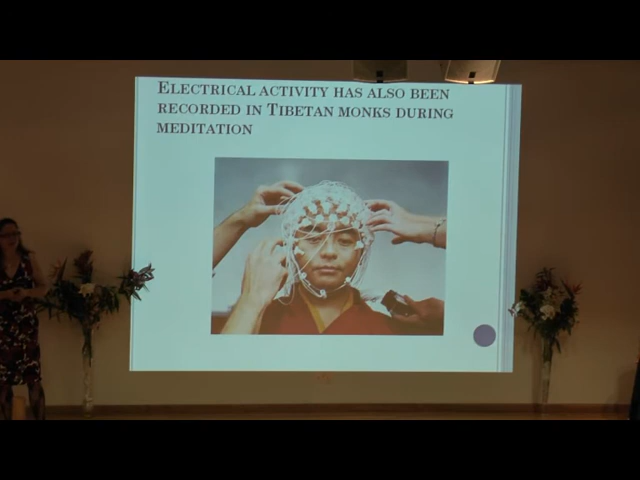 Electrical activity has also been
recorded in Tibetan monks during
meditation